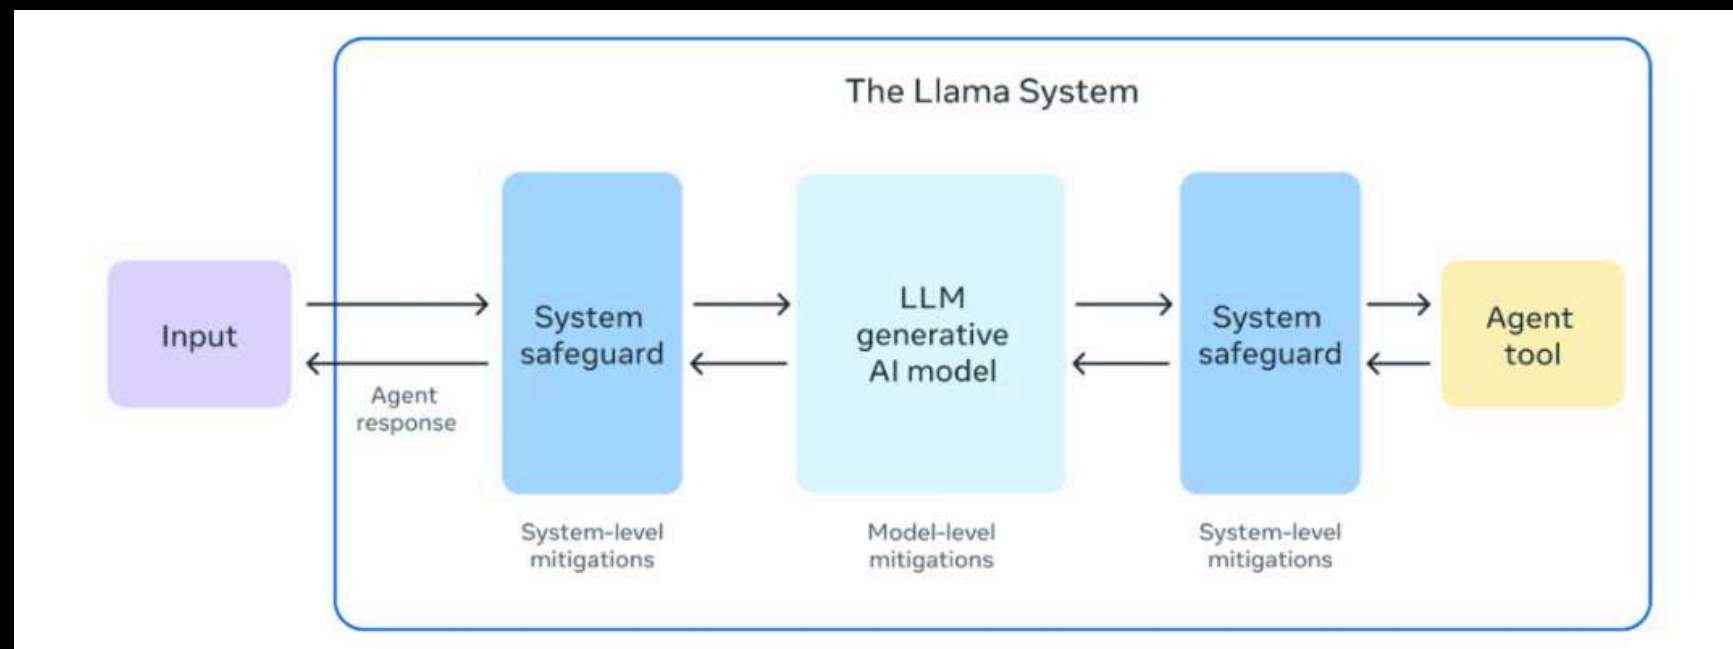 The Llama System
Input
Agent
response
System
safeguard
LLM
generative
AI model
System
safeguard
Agent
tool
System-level
mitigations
Model-level
mitigations
System-level
mitigations